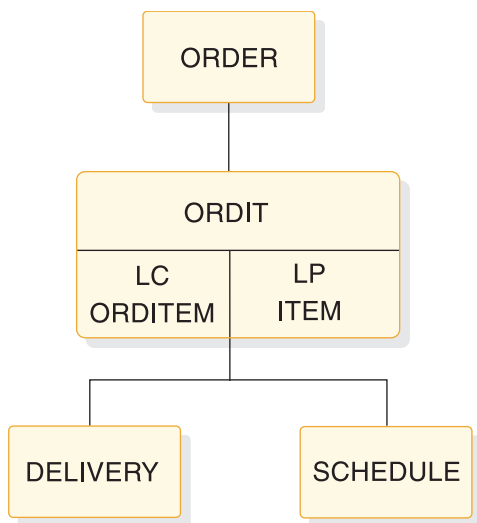 ORDER
ORDIT
LC
ORDITEM
LP
ITEM
DELIVERY
SCHEDULE